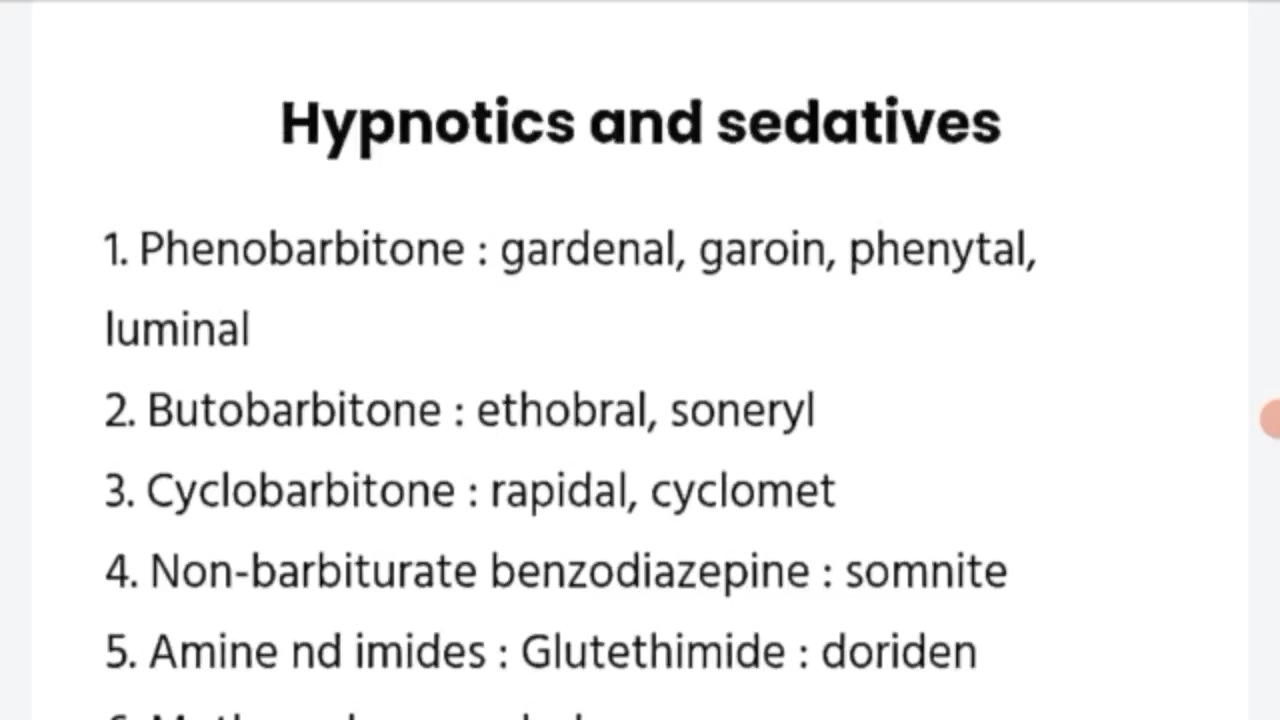 Hypnotics and sedatives
1. Phenobarbitone : gardenal, garoin, phenytal,
luminal
2. Butobarbitone : ethobral, soneryl
3. Cyclobarbitone : rapidal, cyclomet
4. Non-barbiturate benzodiazepine : somnite
5. Amine nd imides : Glutethimide : doriden